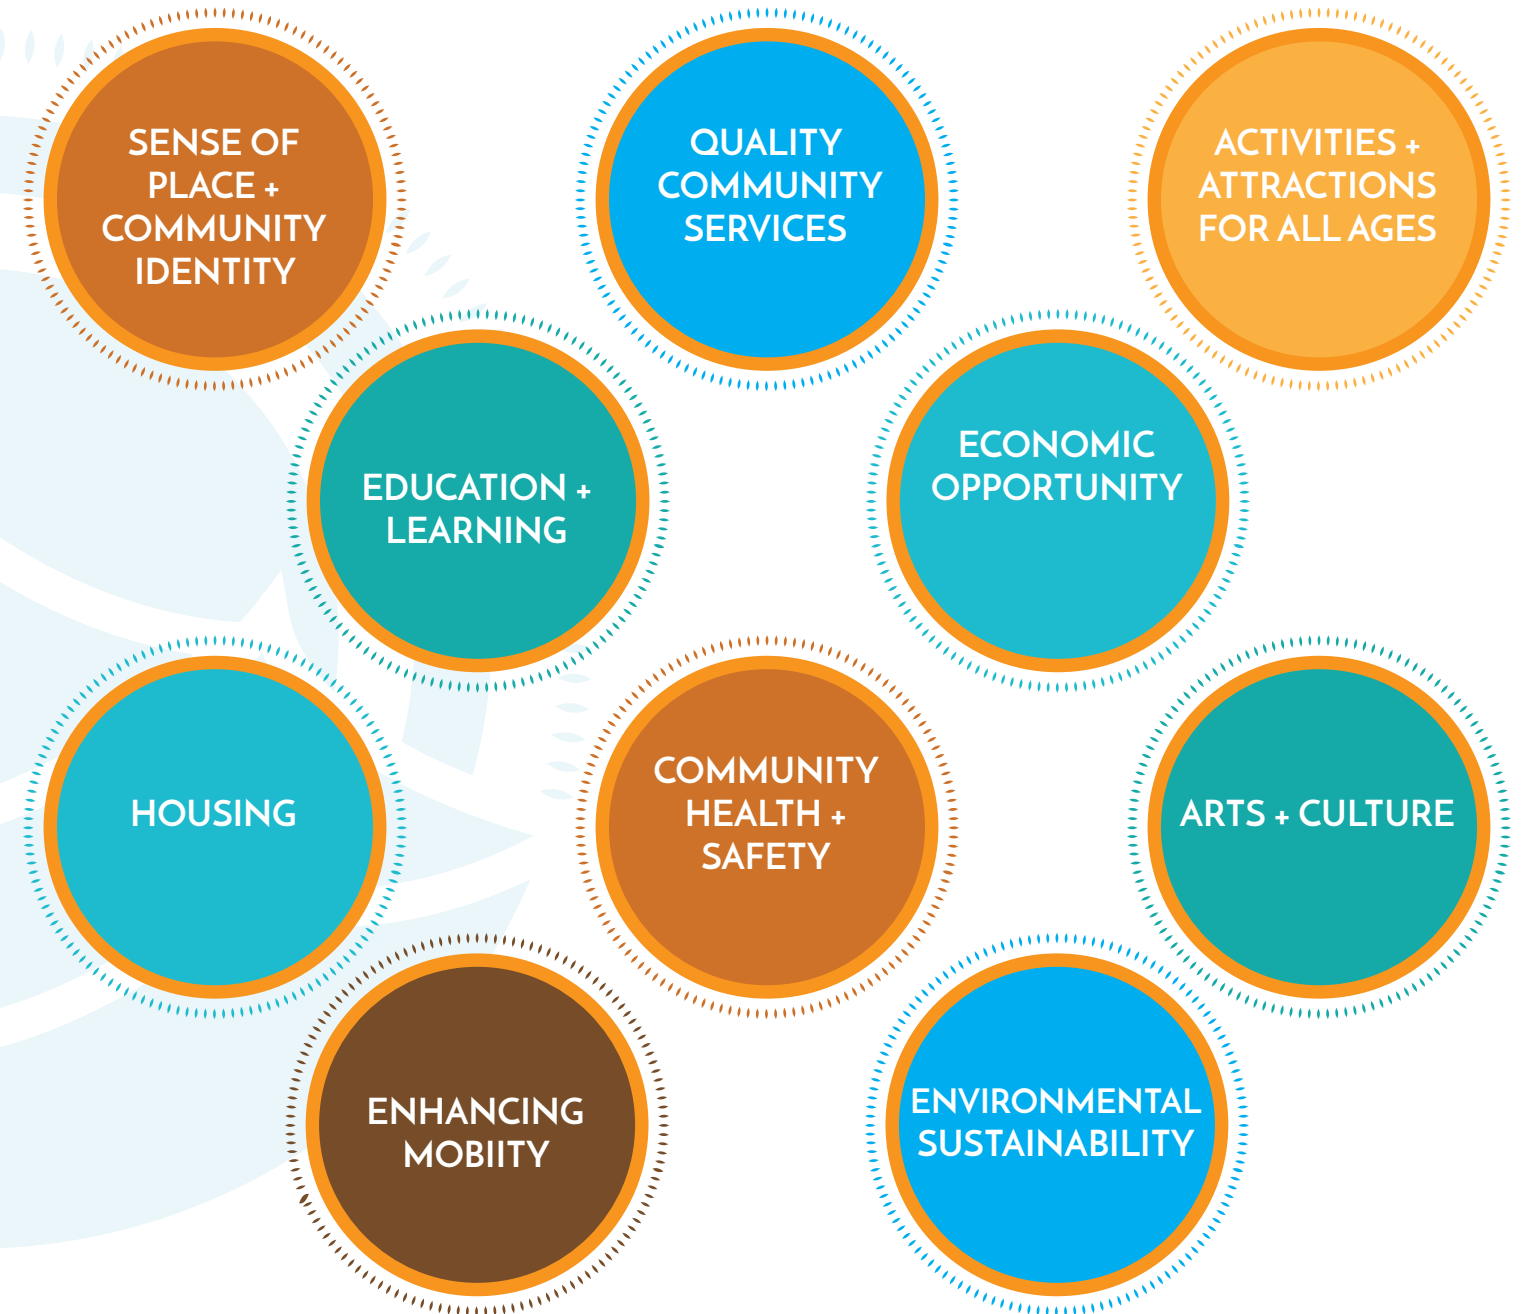 SENSE OF
PLACE +
COMMUNITY
IDENTITY
QUALITY
COMMUNITY
SERVICES
ACTIVITIES +
ATTRACTIONS
FOR ALL AGES
EDUCATION +
LEARNING
ECONOMIC
OPPORTUNITY
HOUSING
COMMUNITY
HEALTH +
SAFETY
ARTS + CULTURE
ENHANCING
MOBIITY
ENVIRONMENTAL
SUSTAINABILITY